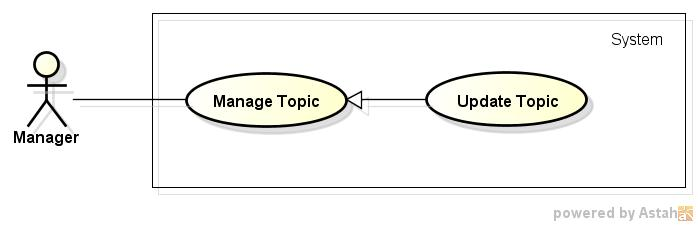 System
Manage Topic
Update Topic
Manager
powered by Astah